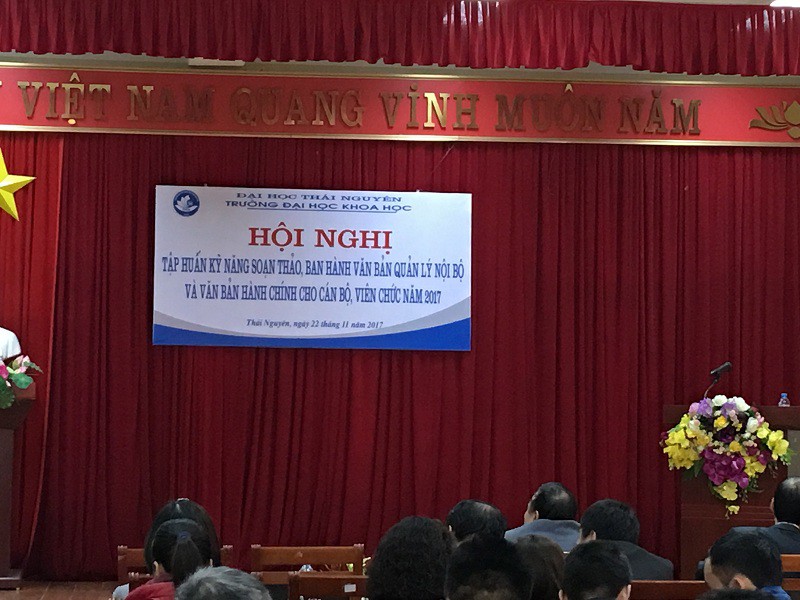 VIỆT NAM QUANG VINH MUÔN NĂM
ĐẠI HỌC THÁI NGUYÊN
TRƯỜNG ĐẠI HỌC KHOA HỌC
HỘI NGHỊ
TẬP HUẤN KỸ NĂNG SOẠN THẢO, BAN HÀNH VĂN BẢN QUẢN LÝ NỘI BỘ
VÀ VĂN BẢN HÀNH CHÍNH CHO CÁN BỘ, VIÊN CHỨC NĂM 2017
Thái Nguyên, ngày 22 tháng 11 năm 2017